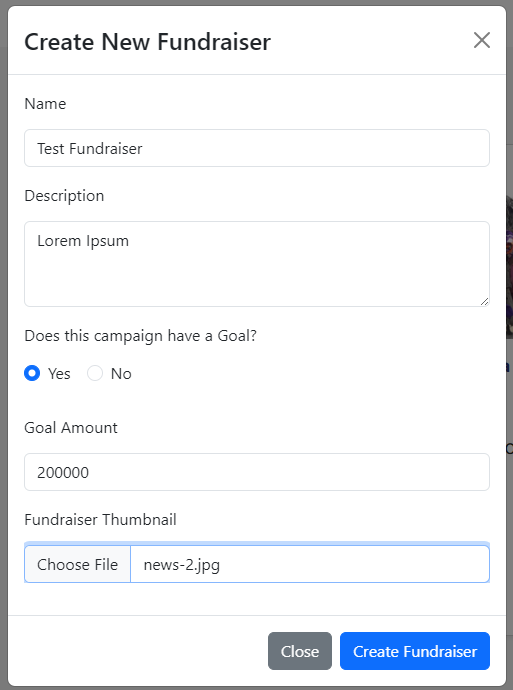 Create New Fundraiser
Name
Test Fundraiser
Description
Lorem Ipsum
Does this campaign have a Goal?
Yes No
Goal Amount
200000
Fundraiser Thumbnail
Choose File news-2.jpg
Close Create Fundraiser